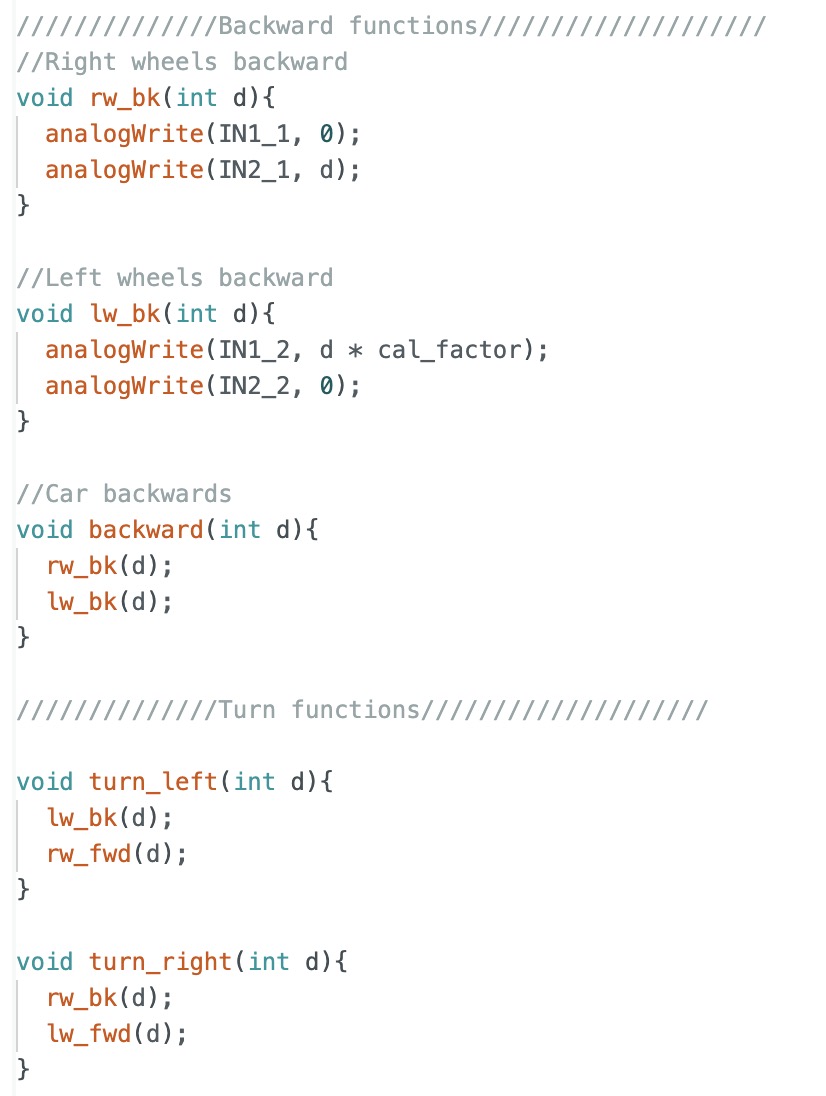 //////////////Backward functions////////////////////
//Right wheels backward
void rw_bk(int d){
  analogWrite(IN1_1, 0);
  analogWrite(IN2_1, d);
}
//Left wheels backward
void lw_bk(int d){
  analogWrite(IN1_2, d * cal_factor);
  analogWrite(IN2_2, 0);
}
//Car backwards
void backward(int d){
  rw_bk(d);
  lw_bk(d);
}
//////////////Turn functions////////////////////
void turn_left(int d){
  lw_bk(d);
  rw_fwd(d);
}
void turn_right(int d){
  rw_bk(d);
  lw_fwd(d);
}